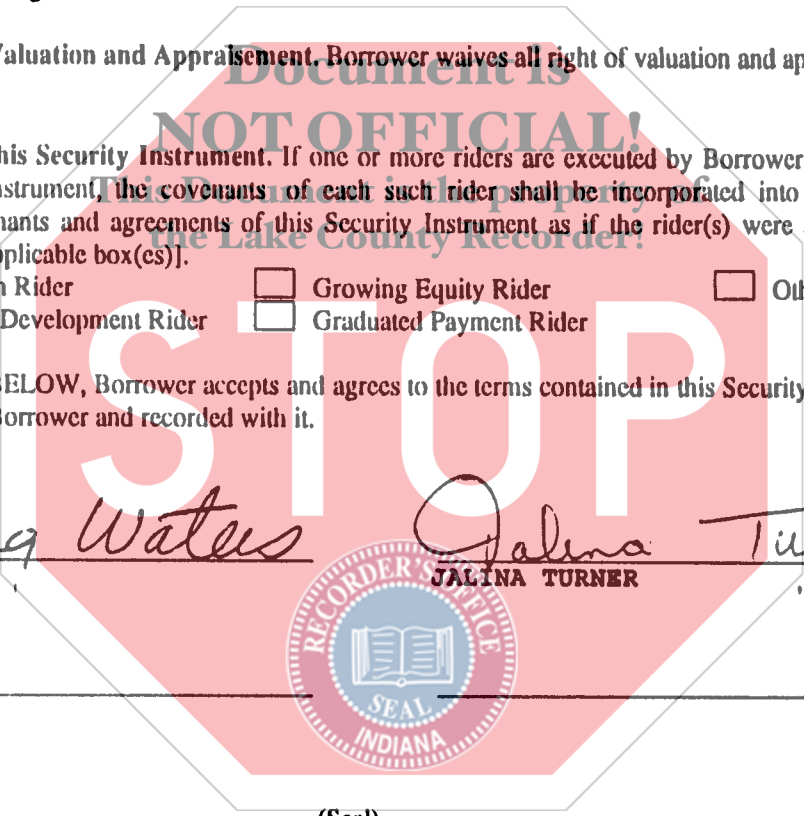 Valuation and Appraisement. Borrower waives all right of valuation and ap
Document is
NOT OFFICIAL!
This Document is the property of
the Lake County Recorder!
his Security Instrument. If one or more riders are executed by Borrower
strument, the covenants of each such rider shall be incorporated into
nants and agreements of this Security Instrument as if the rider(s) were
plicable box(es)].
n Rider
Growing Equity Rider
Oth
Development Rider
Graduated Payment Rider
STOP
BELOW, Borrower accepts and agrees to the terms contained in this Security
Borrower and recorded with it.
Waters
Jalina Tu
JALINA TURNER
RECORDER'S OFFICE
SEAL
INDIANA
(Seal)